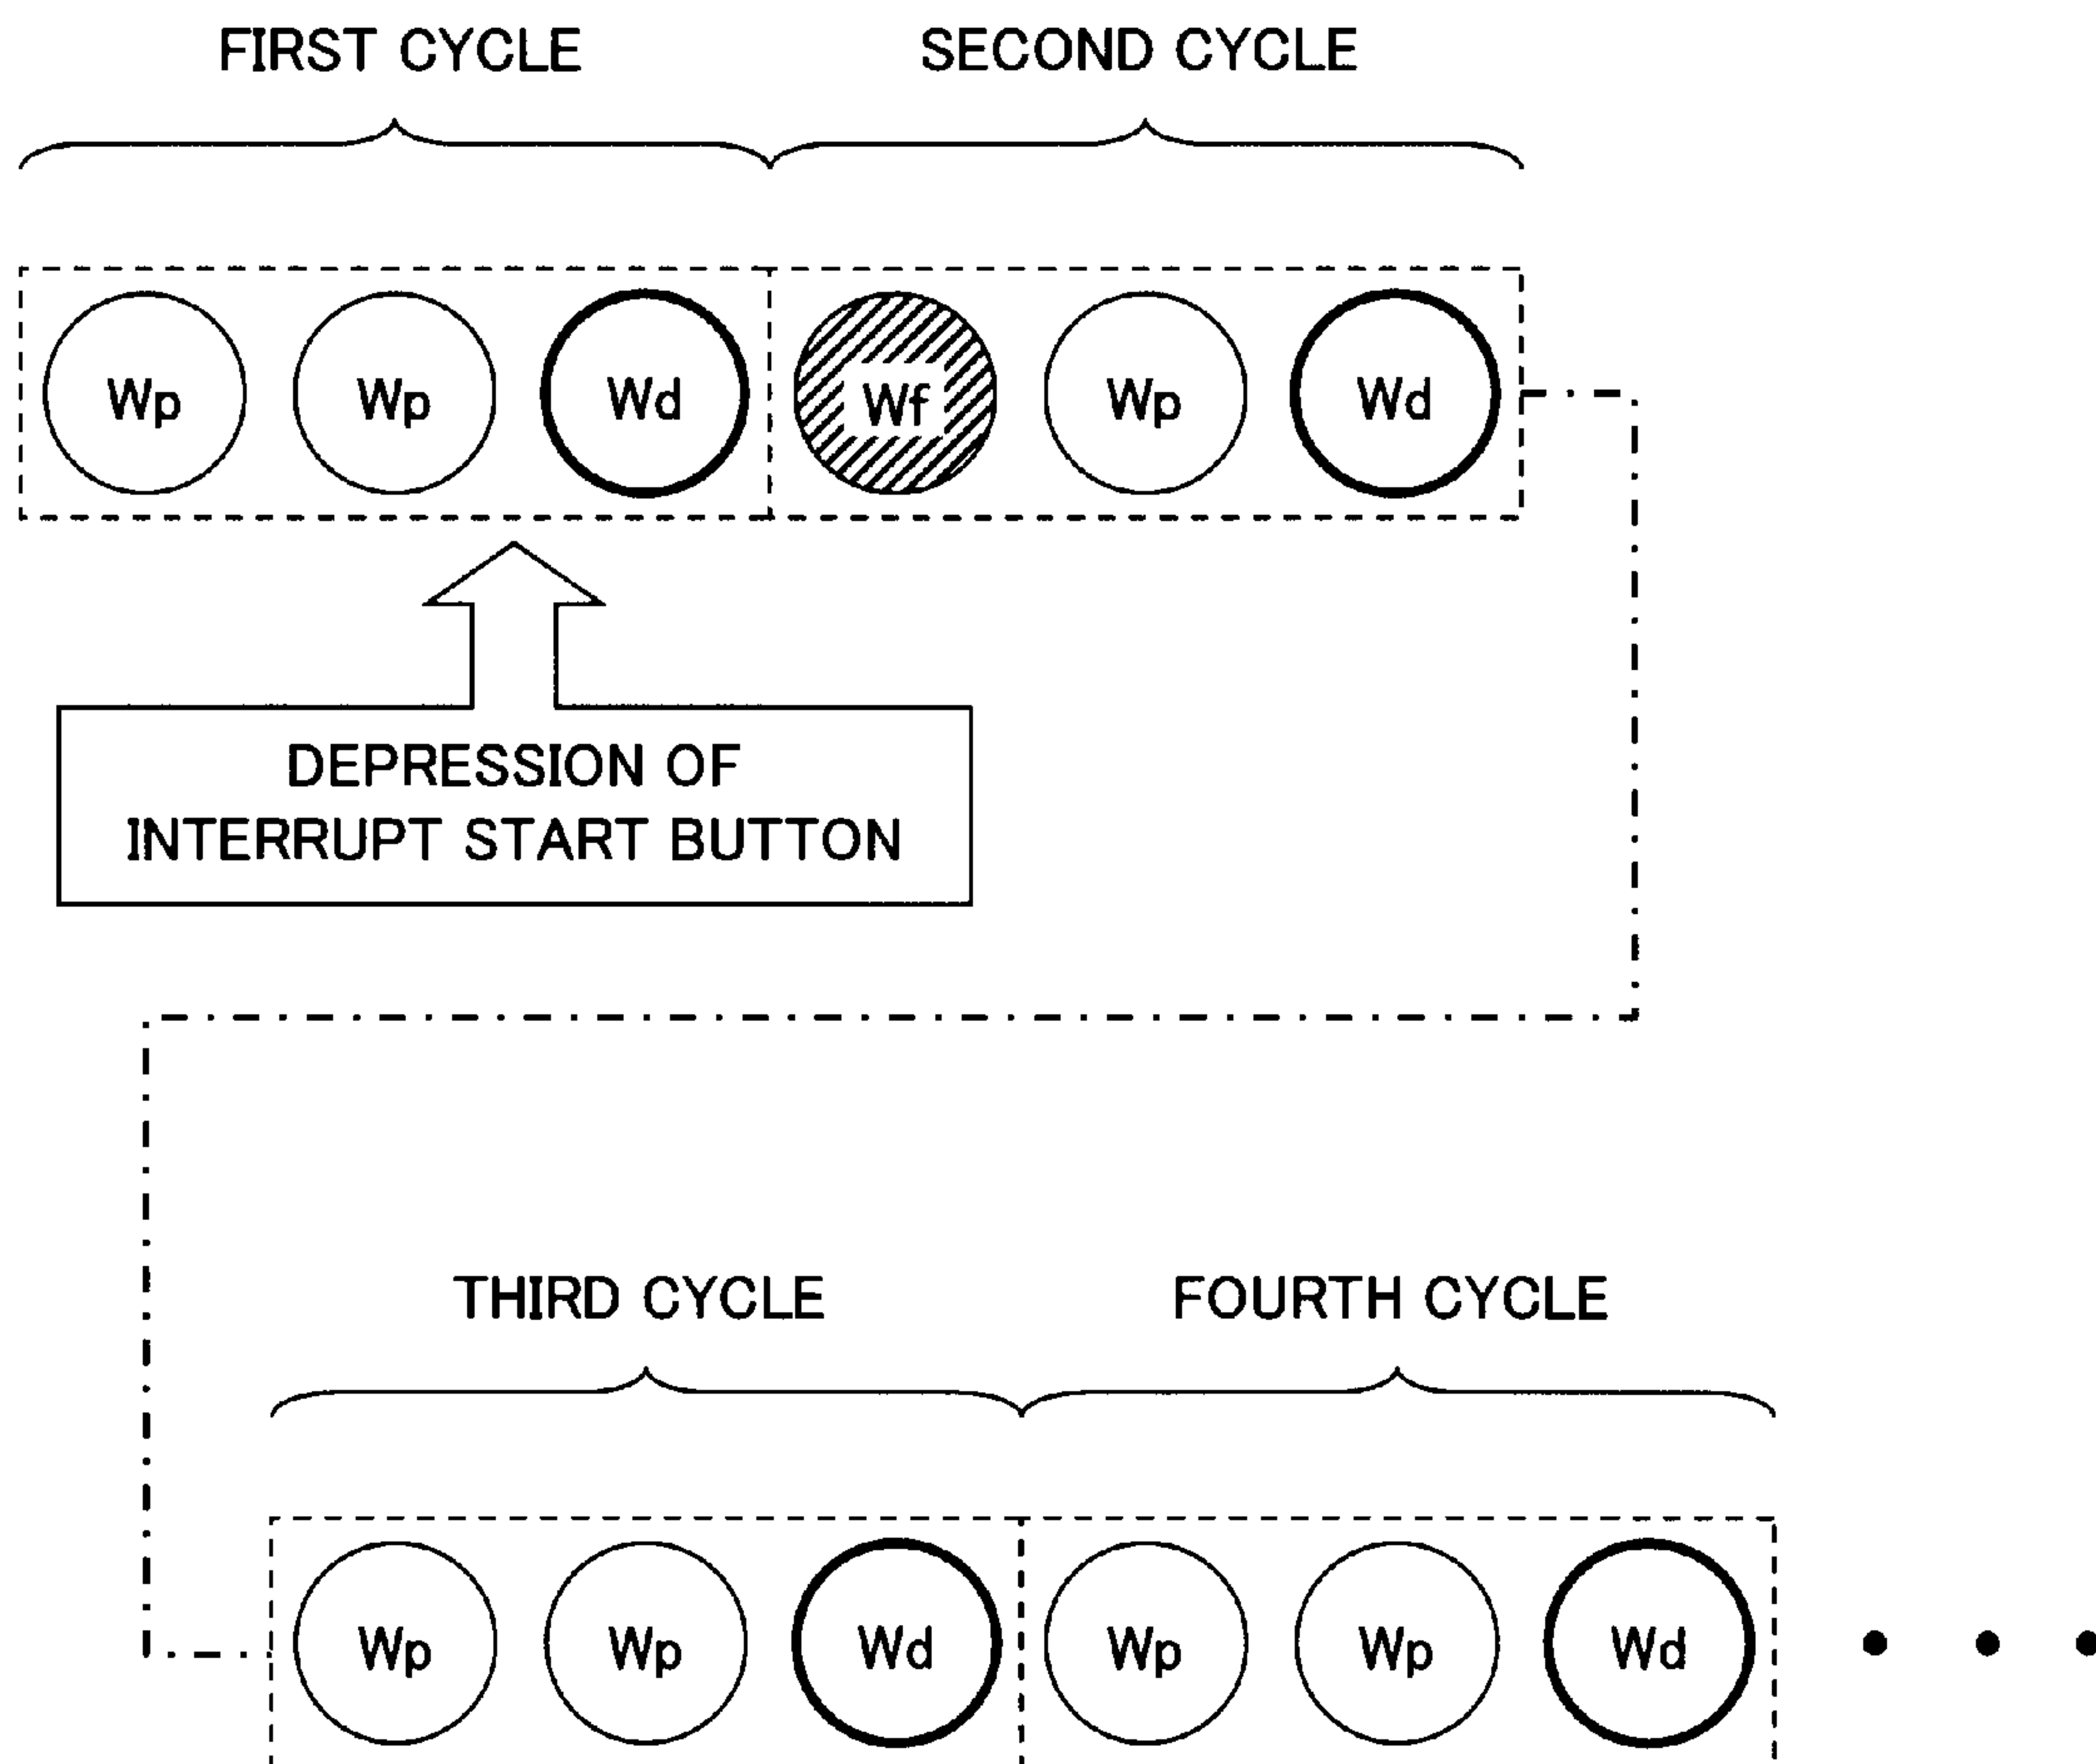 FIRST CYCLE SECOND CYCLE
Wp Wp Wd Wf Wp Wd
DEPRESSION OF
INTERRUPT START BUTTON
THIRD CYCLE FOURTH CYCLE
Wp Wp Wd Wp Wp Wd